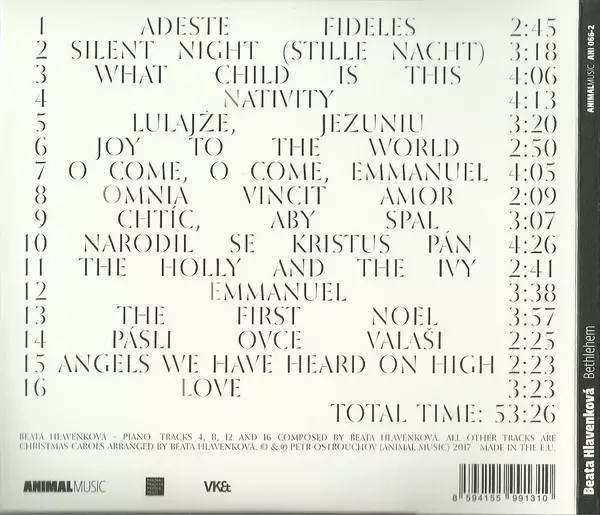 1 ADESTE FIDELES 2:45
2 SILENT NIGHT (STILLE NACHT) 3:18
3 WHAT CHILD IS THIS 4:06
4 NATIVITY 4:13
5 LULAJŻE, JEZUNIU 3:20
6 JOY TO THE WORLD 2:50
7 O COME, O COME, EMMANUEL 4:05
8 OMNIA VINCIT AMOR 2:09
9 CHTÍC, ABY SPAL 3:07
10 NARODIL SE KRISTUS PÁN 4:26
11 THE HOLLY AND THE IVY 2:41
12 EMMANUEL 3:38
13 THE FIRST NOEL 3:57
14 PÁSLI OVCE VALAŠI 2:25
15 ANGELS WE HAVE HEARD ON HIGH 2:23
16 LOVE 3:23
TOTAL TIME: 53:26
BEATA HLAVENKOVÁ – PIANO TRACKS 4, 8, 12 AND 16 COMPOSED BY BEATA HLAVENKOVÁ. ALL OTHER TRACKS ARE
CHRISTMAS CAROLS ARRANGED BY BEATA HLAVENKOVÁ. © & ℗ PETR OSTROUCHOV (ANIMAL MUSIC) 2017 MADE IN THE E.U.
ANIMALMUSIC
VK&t
8 594155 991310
ANIMALMUSIC ANI 066-2
Beata Hlavenková Bethlehem